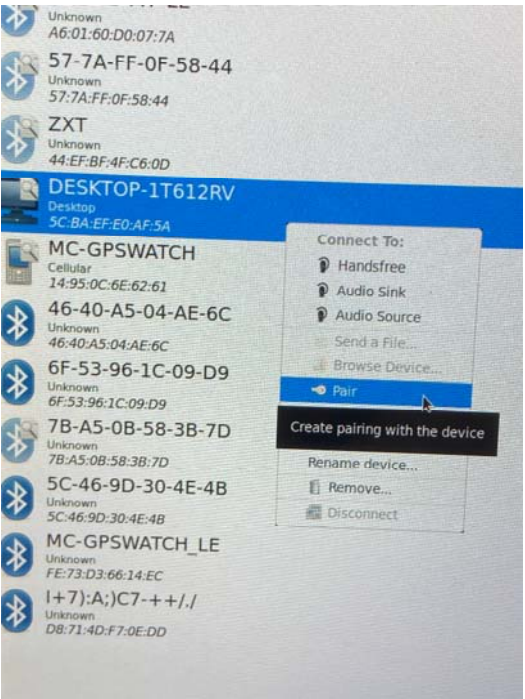 Unknown
A6:01:60:D0:07:7A
57-7A-FF-0F-58-44
Unknown
57:7A:FF:0F:58:44
ZXT
Unknown
44:EF:BF:4F:C6:0D
DESKTOP-1T612RV
Desktop
5C:BA:EF:E0:AF:5A
MC-GPSWATCH
Cellular
14:95:0C:6E:62:61
46-40-A5-04-AE-6C
Unknown
46:40:A5:04:AE:6C
6F-53-96-1C-09-D9
Unknown
6F:53:96:1C:09:D9
7B-A5-0B-58-3B-7D
Unknown
7B:A5:0B:58:3B:7D
5C-46-9D-30-4E-4B
Unknown
5C:46:9D:30:4E:4B
MC-GPSWATCH_LE
Unknown
FE:73:D3:66:14:EC
I+7):A;)C7-++/./
Unknown
D8:71:4D:F7:0E:DD
Connect To:
Handsfree
Audio Sink
Audio Source
Send a File...
Browse Device...
Pair
Create pairing with the device
Rename device...
Remove...
Disconnect